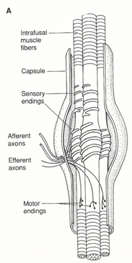 A
Intrafusal
muscle
fibers
Capsule
Sensory
endings
Afferent
axons
Efferent
axons
Motor
endings